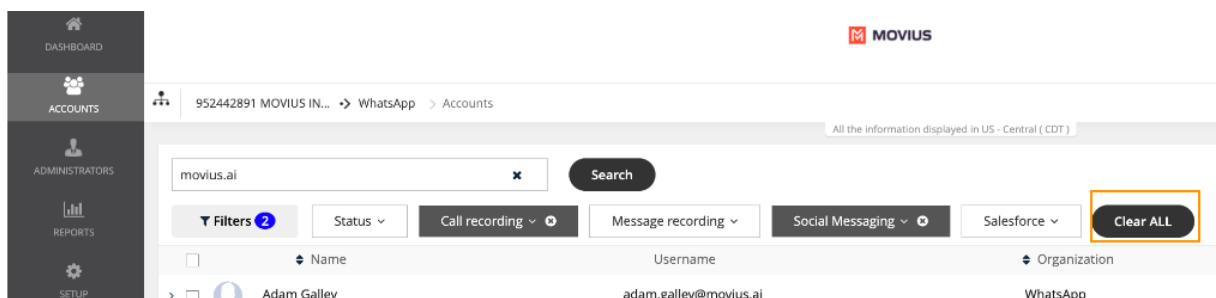 DASHBOARD
MOVIUS
ACCOUNTS
952442891 MOVIUS IN... WhatsApp > Accounts
All the information displayed in US - Central ( CDT )
ADMINISTRATORS
movius.ai
Search
REPORTS
Filters 2 Status Call recording Message recording Social Messaging Salesforce Clear ALL
Name Username Organization
SETUP
Adam Galley adam.galley@movius.ai WhatsApp